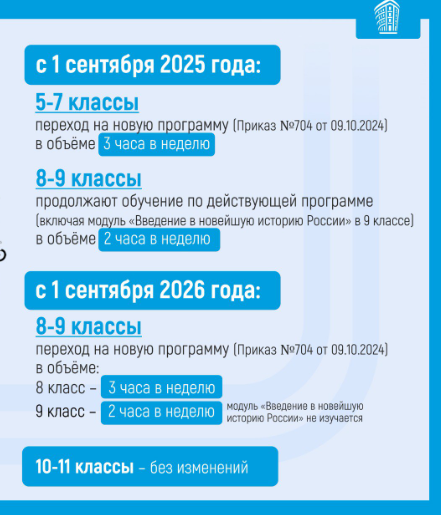 с 1 сентября 2025 года:
5-7 классы
переход на новую программу (Приказ №704 от 09.10.2024)
в объёме 3 часа в неделю
8-9 классы
продолжают обучение по действующей программе
(включая модуль «Введение в новейшую историю России» в 9 классе)
в объёме 2 часа в неделю
с 1 сентября 2026 года:
8-9 классы
переход на новую программу (Приказ №704 от 09.10.2024)
в объёме:
8 класс – 3 часа в неделю
9 класс – 2 часа в неделю модуль «Введение в новейшую
историю России» не изучается
10-11 классы – без изменений